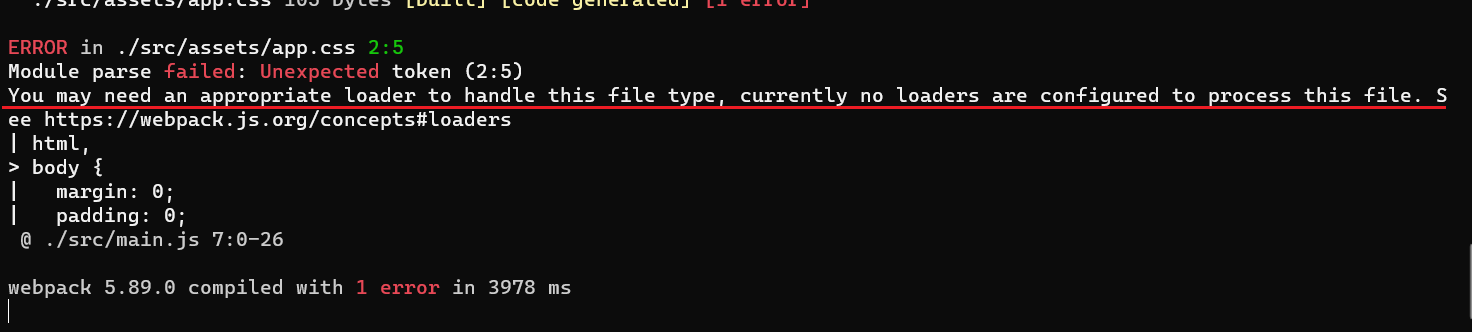 ./src/assets/app.css 103 bytes [built] [code generated] [1 error]
ERROR in ./src/assets/app.css 2:5
Module parse failed: Unexpected token (2:5)
You may need an appropriate loader to handle this file type, currently no loaders are configured to process this file. S
ee https://webpack.js.org/concepts#loaders
| html,
> body {
|   margin: 0;
|   padding: 0;
 @ ./src/main.js 7:0-26
webpack 5.89.0 compiled with 1 error in 3978 ms